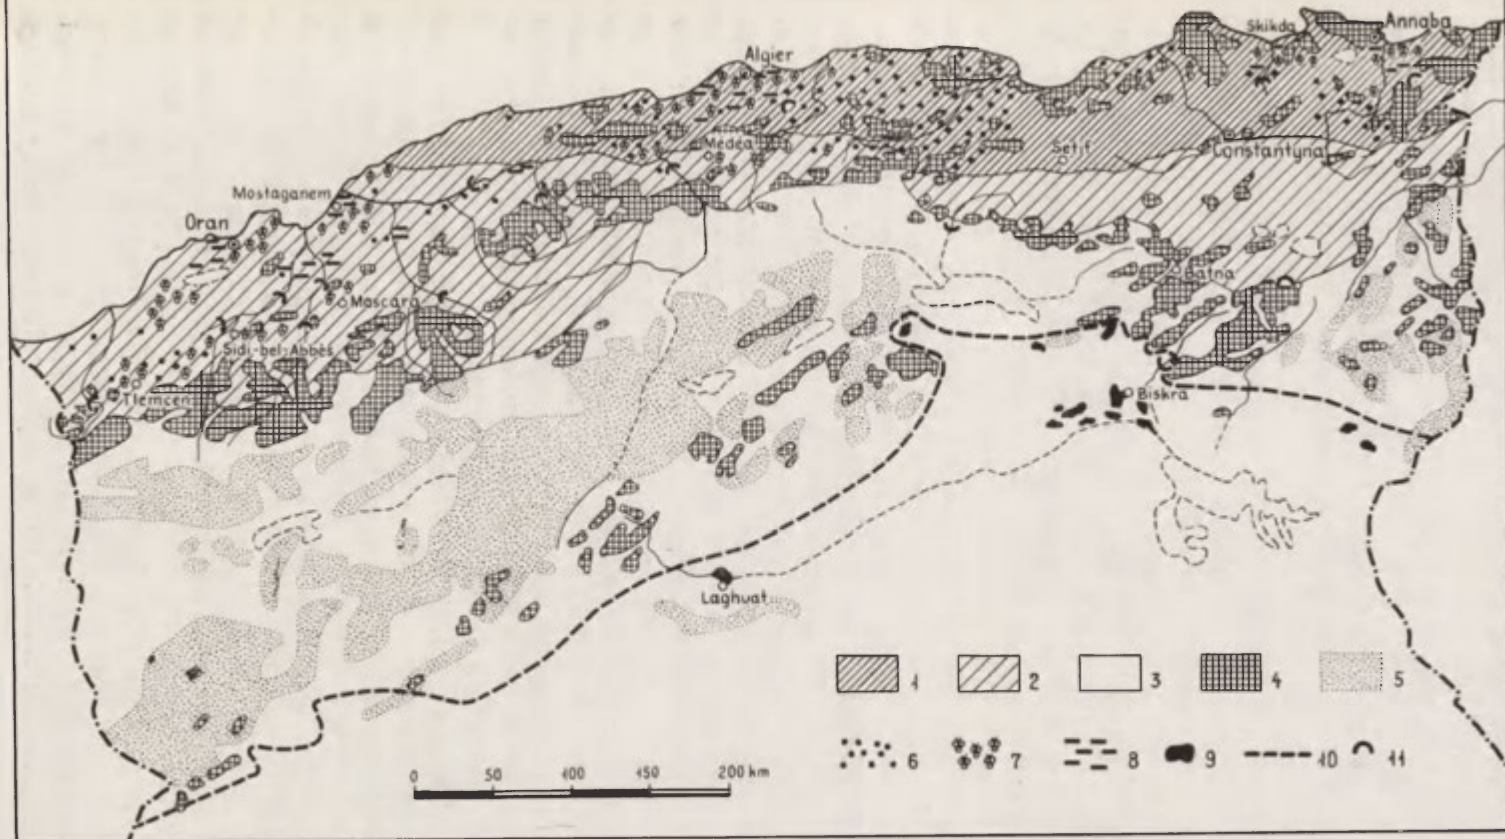 Skikda
Annaba
Algier
Medea
Setif
Constantyna
Mostaganem
Oran
Batna
Mascara
Sidi-bel-Abbès
Tlemcen
Biskra
Laghuat
1 2 3 4 5
6 7 8 9 10 11
0 50 100 150 200 km